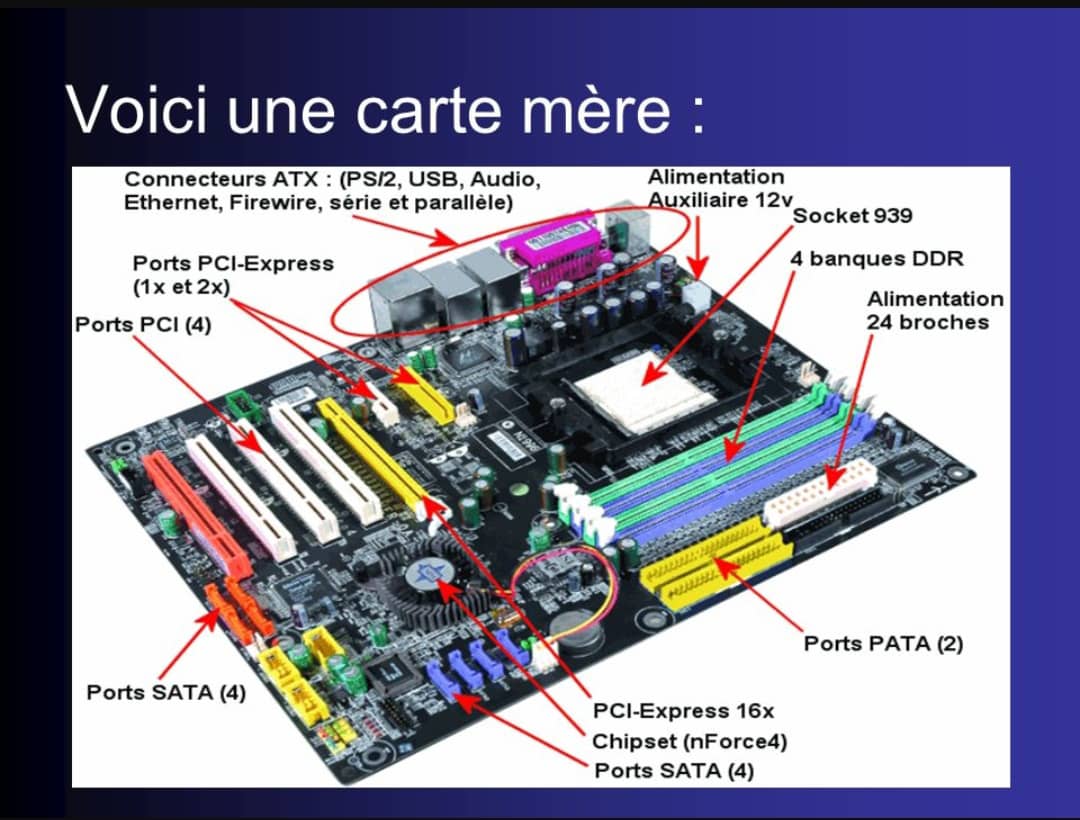 Voici une carte mère :
Connecteurs ATX : (PS/2, USB, Audio,
Ethernet, Firewire, série et parallèle)
Alimentation
Auxiliaire 12v
Socket 939
4 banques DDR
Alimentation
24 broches
Ports PCI-Express
(1x et 2x)
Ports PCI (4)
Ports PATA (2)
Ports SATA (4)
PCI-Express 16x
Chipset (nForce4)
Ports SATA (4)